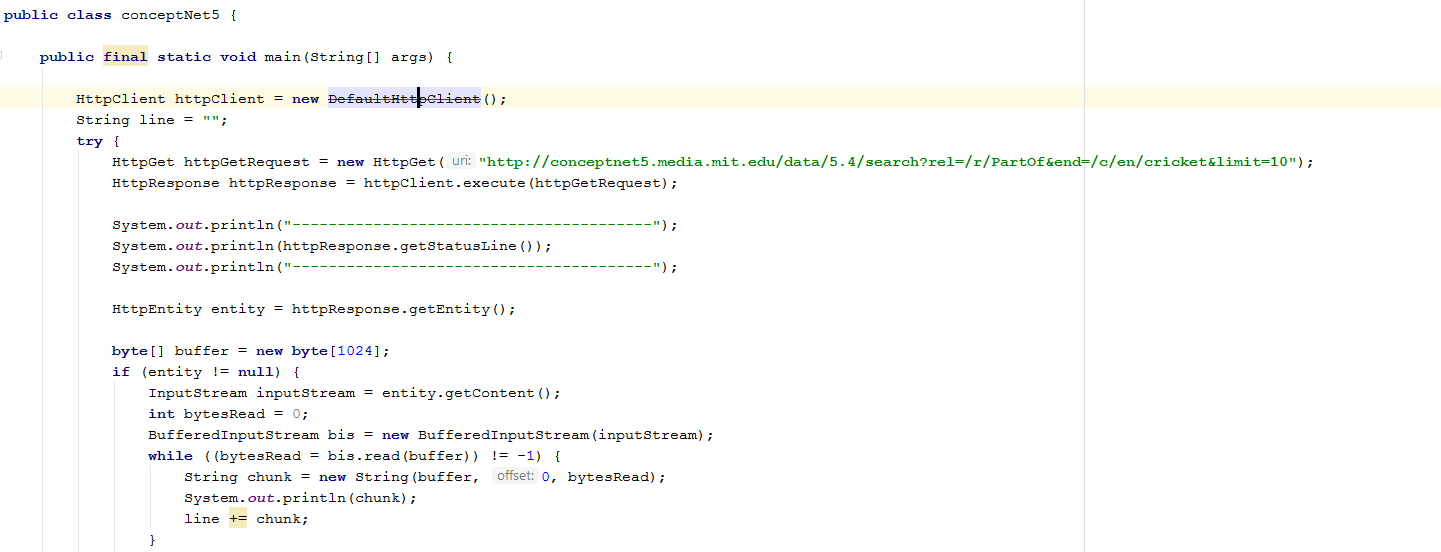 public class conceptNet5 {
public final static void main(String[] args) {
HttpClient httpClient = new DefaultHttpClient();
String line = "";
try {
HttpGet httpGetRequest = new HttpGet( uri: "http://conceptnet5.media.mit.edu/data/5.4/search?rel=/r/PartOf&end=/c/en/cricket&limit=10");
HttpResponse httpResponse = httpClient.execute(httpGetRequest);
System.out.println("----------------------------------------");
System.out.println(httpResponse.getStatusLine());
System.out.println("----------------------------------------");
HttpEntity entity = httpResponse.getEntity();
byte[] buffer = new byte[1024];
if (entity != null) {
InputStream inputStream = entity.getContent();
int bytesRead = 0;
BufferedInputStream bis = new BufferedInputStream(inputStream);
while ((bytesRead = bis.read(buffer)) != -1) {
String chunk = new String(buffer, offset: 0, bytesRead);
System.out.println(chunk);
line += chunk;
}